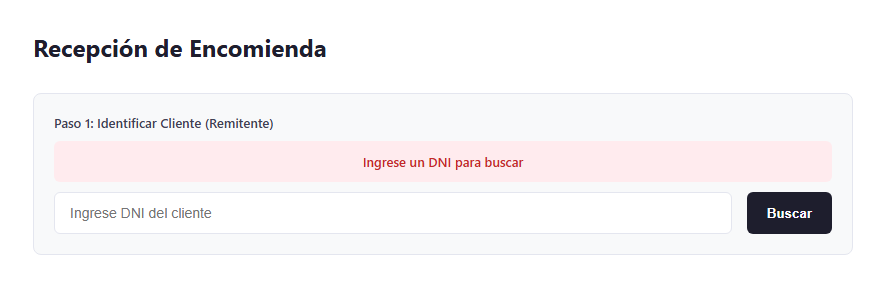 Recepción de Encomienda
Paso 1: Identificar Cliente (Remitente)
Ingrese un DNI para buscar
Ingrese DNI del cliente
Buscar